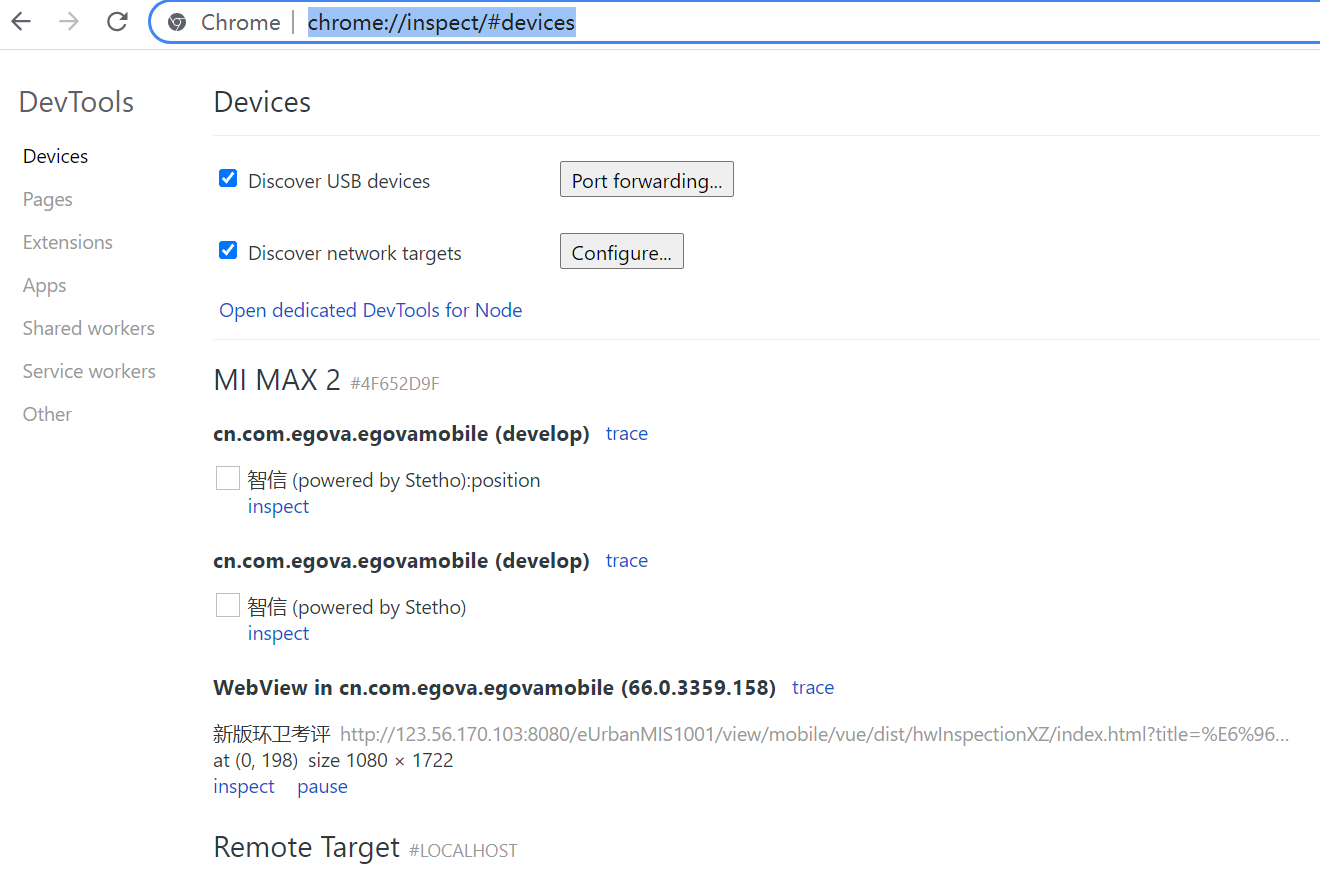 Chrome | chrome://inspect/#devices
DevTools
Devices
Pages
Extensions
Apps
Shared workers
Service workers
Other
Devices
Discover USB devices Port forwarding...
Discover network targets Configure...
Open dedicated DevTools for Node
MI MAX 2 #4F652D9F
cn.com.egova.egovamobile (develop) trace
智信 (powered by Stetho):position
inspect
cn.com.egova.egovamobile (develop) trace
智信 (powered by Stetho)
inspect
WebView in cn.com.egova.egovamobile (66.0.3359.158) trace
新版环卫考评 http://123.56.170.103:8080/eUrbanMIS1001/view/mobile/vue/dist/hwInspectionXZ/index.html?title=%E6%96...
at (0, 198) size 1080 × 1722
inspect pause
Remote Target #LOCALHOST